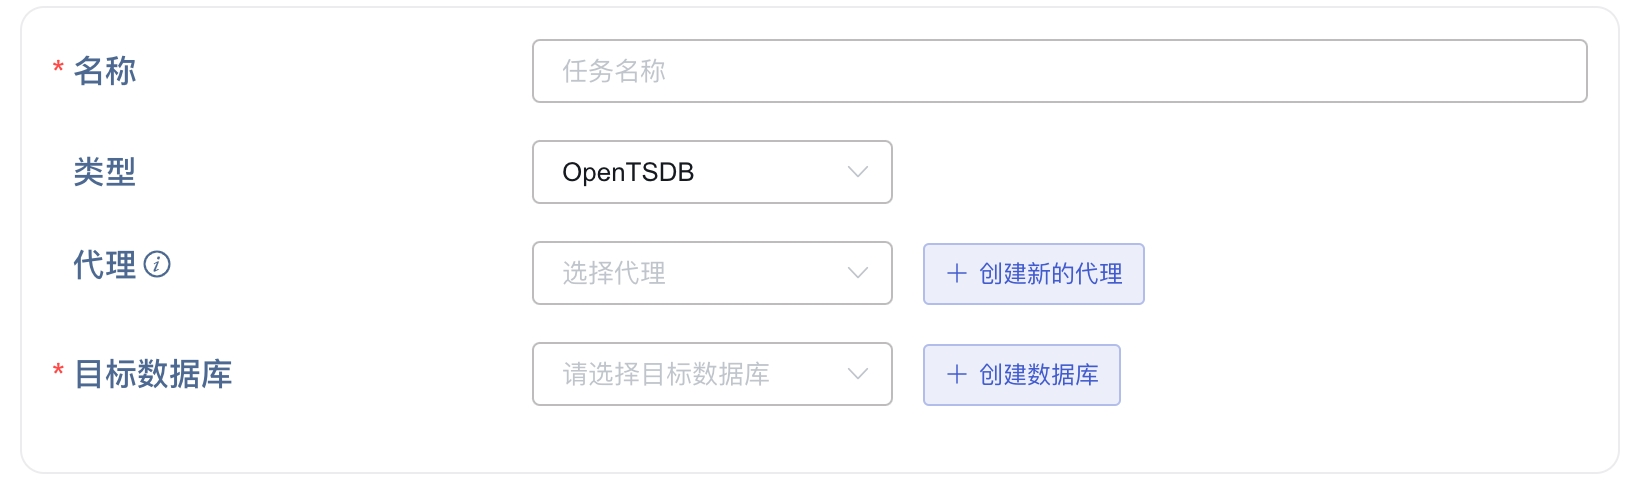 * 名称
任务名称
类型
OpenTSDB
代理
选择代理
+ 创建新的代理
* 目标数据库
请选择目标数据库
+ 创建数据库